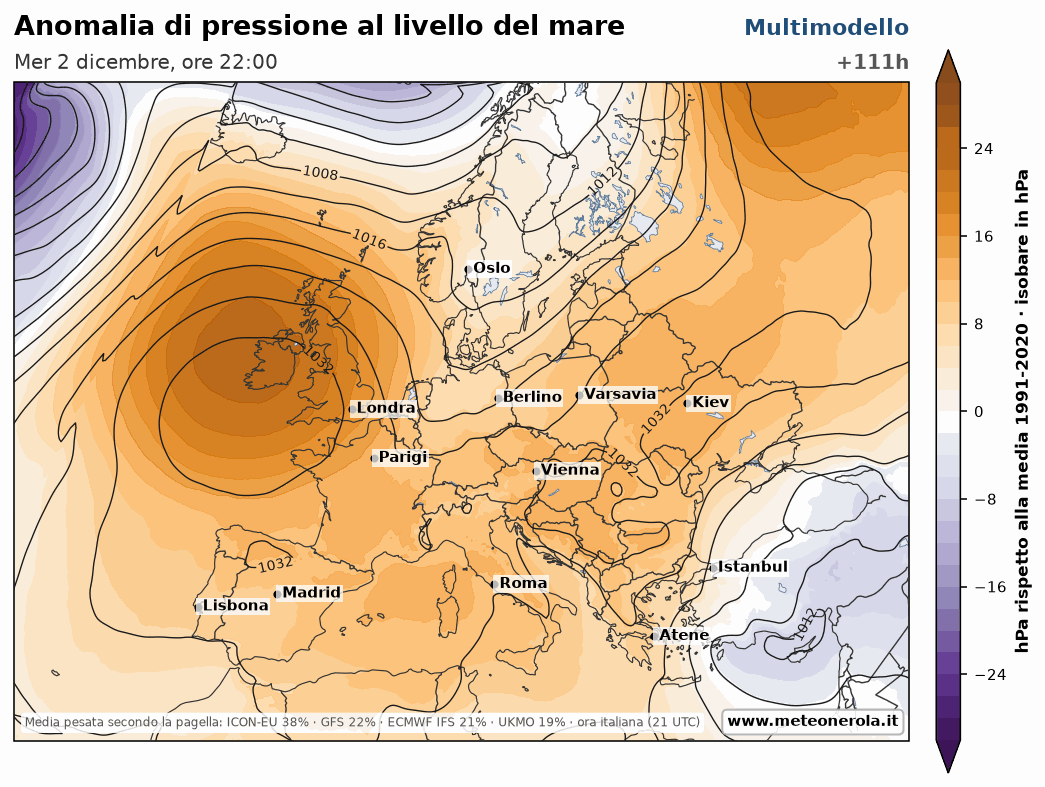 Anomalia di pressione al livello del mare
Multimodello
Mer 2 dicembre, ore 22:00
+111h
1008
1012
1016
Oslo
1032
Londra
Berlino
Varsavia
Kiev
1032
Parigi
Vienna
1032
1032
Madrid
Lisbona
Roma
Istanbul
Atene
1012
Media pesata secondo la pagella: ICON-EU 38% · GFS 22% · ECMWF IFS 21% · UKMO 19% · ora italiana (21 UTC)
www.meteonerola.it
24
16
8
0
−8
−16
−24
hPa rispetto alla media 1991-2020 · isobare in hPa